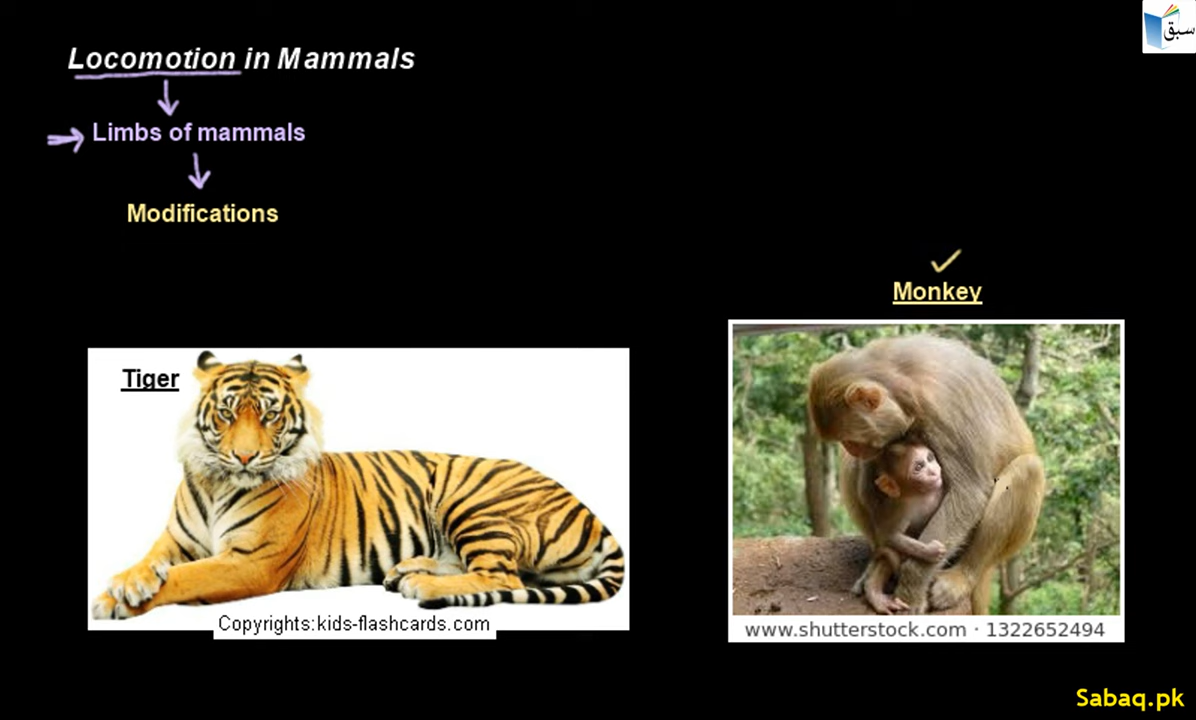 سبق
Locomotion in Mammals
Limbs of mammals
Modifications
Monkey
Tiger
Copyrights:kids-flashcards.com
www.shutterstock.com · 1322652494
Sabaq.pk